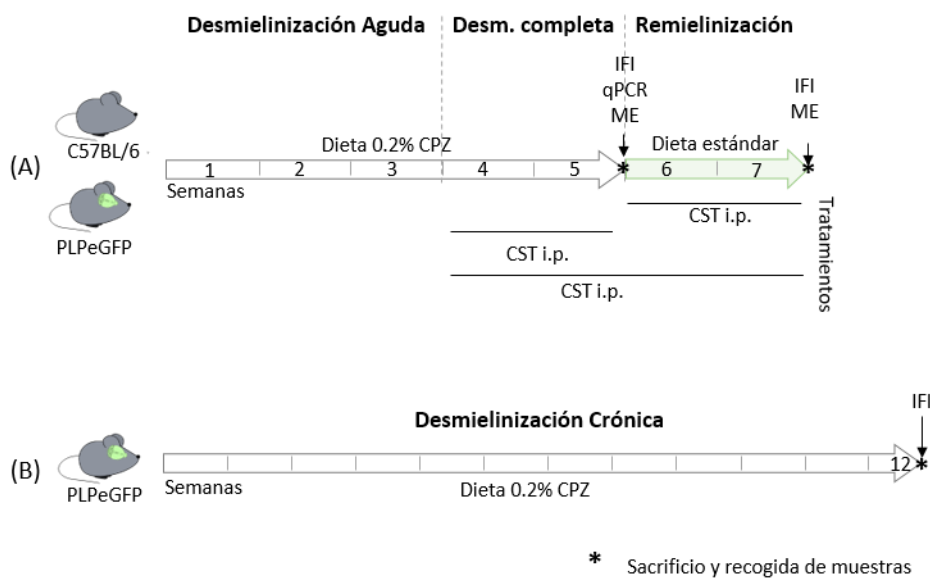 Desmielinización Aguda
Desm. completa
Remielinización
IFI
qPCR
ME
IFI
ME
(A)
C57BL/6
PLPeGFP
Dieta 0.2% CPZ
Dieta estándar
1 2 3 4 5 * 6 7 *
Semanas
CST i.p.
CST i.p.
CST i.p.
Tratamientos
Desmielinización Crónica
IFI
(B)
PLPeGFP
12 *
Semanas
Dieta 0.2% CPZ
* Sacrificio y recogida de muestras